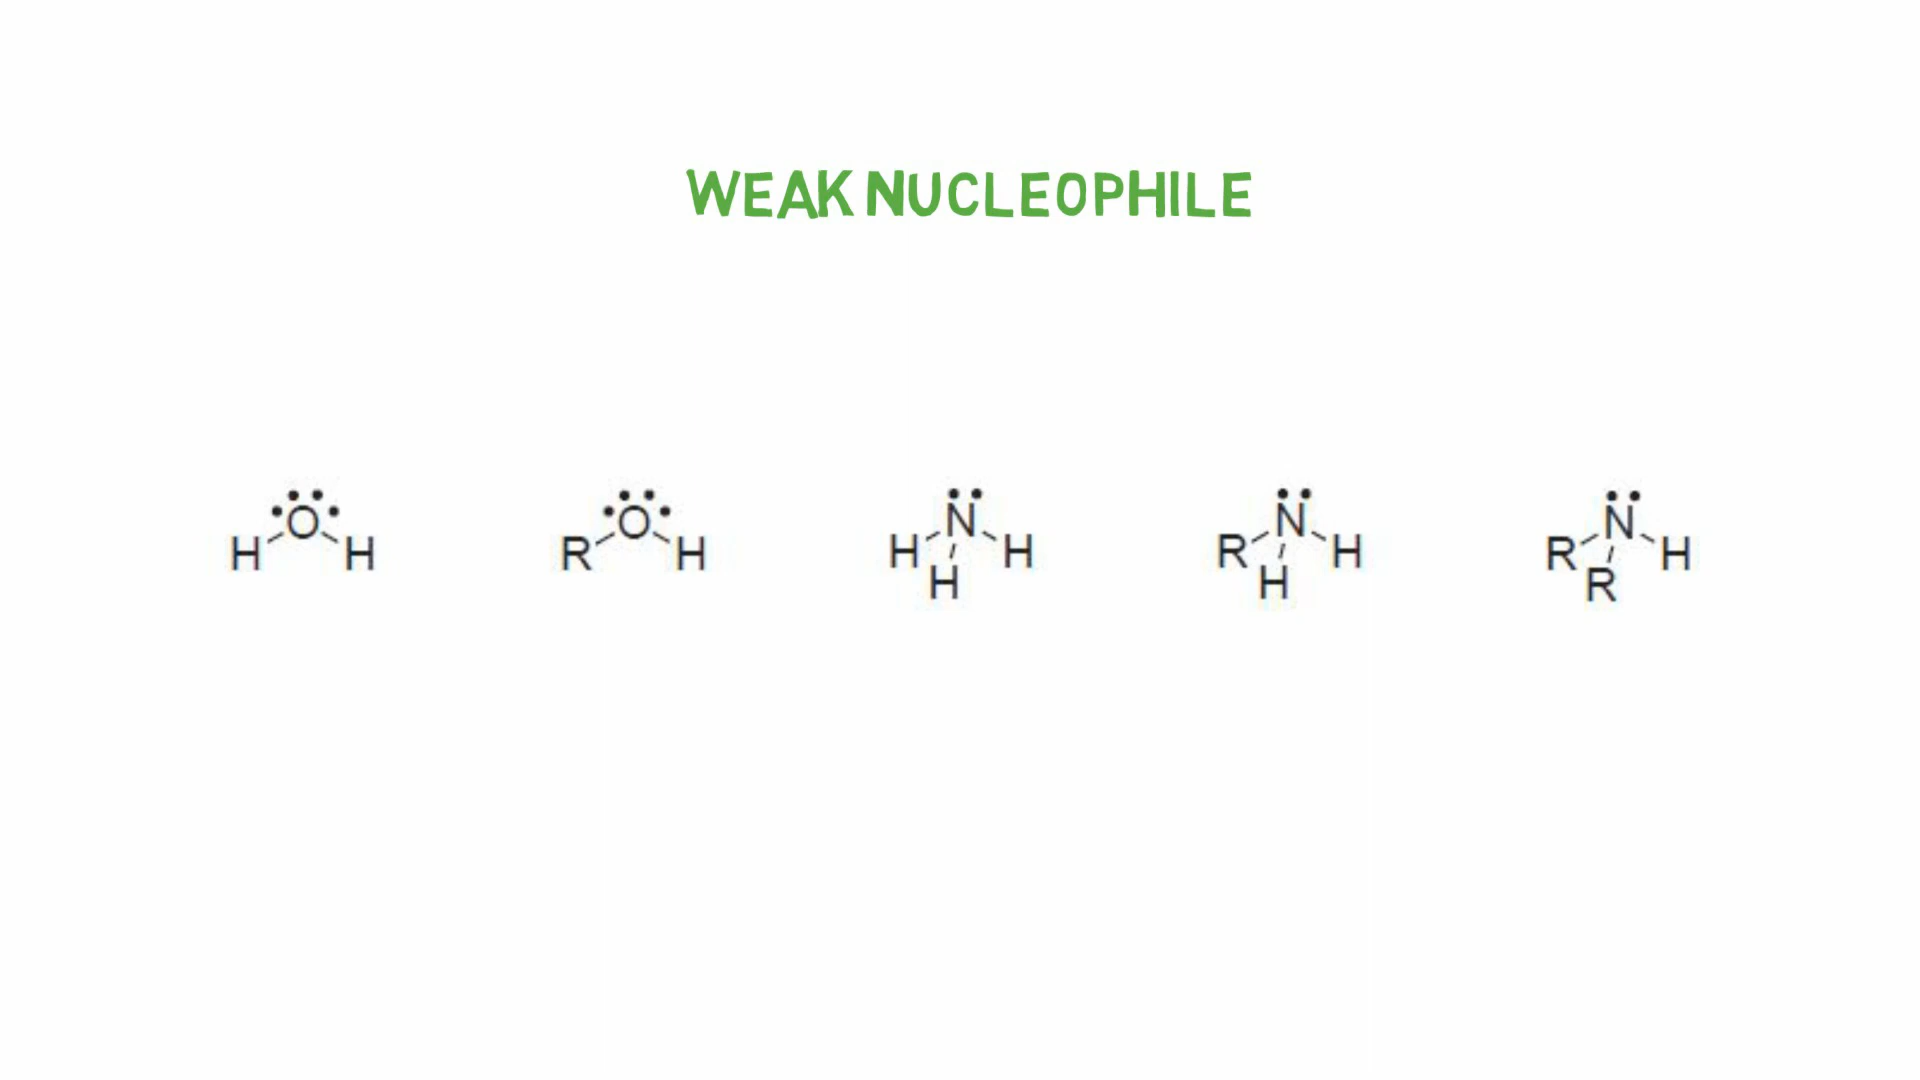 WEAK NUCLEOPHILE
H O H
R O H
H N H
H
R N H
H
R N H
R